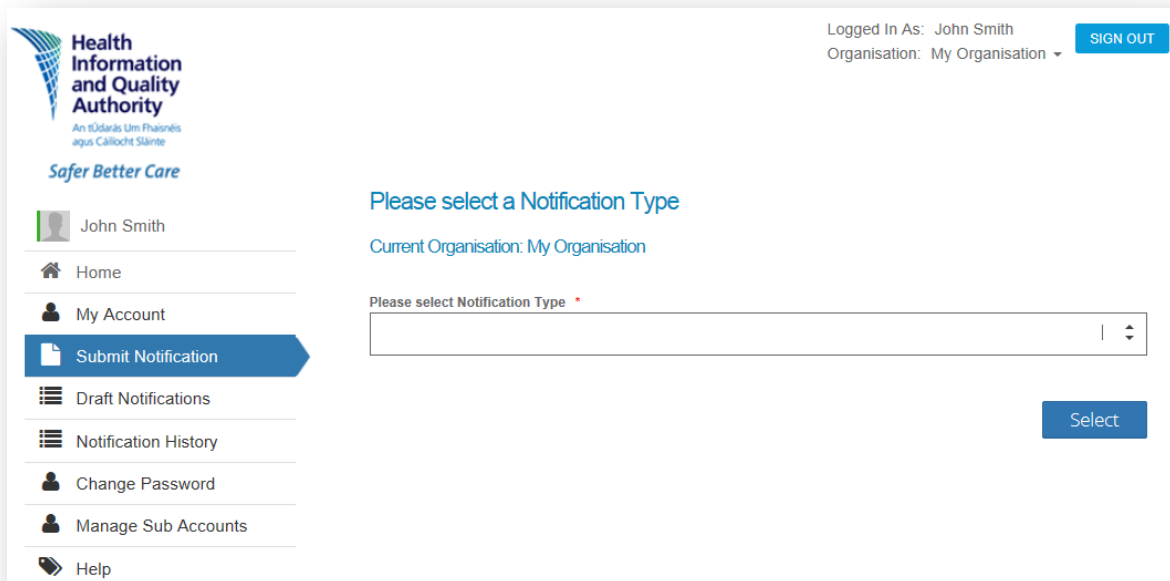 Health
Information
and Quality
Authority
An tÚdarás Um Fhaisnéis
agus Cáilíocht Sláinte
Safer Better Care
Logged In As: John Smith
Organisation: My Organisation
SIGN OUT
John Smith
Home
My Account
Submit Notification
Draft Notifications
Notification History
Change Password
Manage Sub Accounts
Help
Please select a Notification Type
Current Organisation: My Organisation
Please select Notification Type *
Select